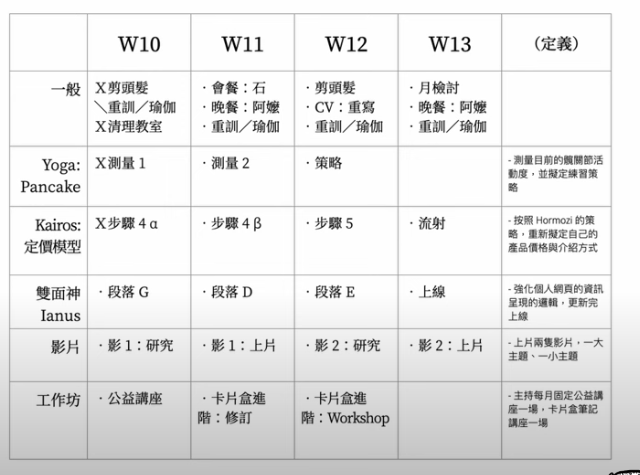 W10 W11 W12 W13 （定義）
一般
X剪頭髮
＼重訓／瑜伽
X清理教室
・會餐：石
・晚餐：阿嬤
・重訓／瑜伽
・剪頭髮
・CV：重寫
・重訓／瑜伽
・月檢討
・晚餐：阿嬤
・重訓／瑜伽
Yoga:
Pancake
X測量 1
・測量 2
・策略
- 測量目前的髖關節活
動度，並擬定練習策
略
Kairos:
定價模型
X步驟 4 α
・步驟 4 β
・步驟 5
・流射
- 按照 Hormozi 的策
略，重新擬定自己的
產品價格與介紹方式
雙面神
Ianus
・段落 G
・段落 D
・段落 E
・上線
- 強化個人網頁的資訊
呈現的邏輯，更新完
上線
影片
・影 1：研究
・影 1：上片
・影 2：研究
・影 2：上片
- 上片兩隻影片，一大
主題、一小主題
工作坊
・公益講座
・卡片盒進
階：修訂
・卡片盒進
階：Workshop
- 主持每月固定公益講
座一場，卡片盒筆記
講座一場